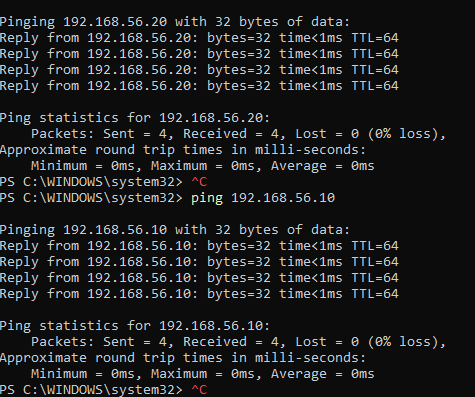 Pinging 192.168.56.20 with 32 bytes of data:
Reply from 192.168.56.20: bytes=32 time<1ms TTL=64
Reply from 192.168.56.20: bytes=32 time<1ms TTL=64
Reply from 192.168.56.20: bytes=32 time<1ms TTL=64
Reply from 192.168.56.20: bytes=32 time<1ms TTL=64
Ping statistics for 192.168.56.20:
    Packets: Sent = 4, Received = 4, Lost = 0 (0% loss),
Approximate round trip times in milli-seconds:
    Minimum = 0ms, Maximum = 0ms, Average = 0ms
PS C:\WINDOWS\system32> ^C
PS C:\WINDOWS\system32> ping 192.168.56.10
Pinging 192.168.56.10 with 32 bytes of data:
Reply from 192.168.56.10: bytes=32 time<1ms TTL=64
Reply from 192.168.56.10: bytes=32 time<1ms TTL=64
Reply from 192.168.56.10: bytes=32 time<1ms TTL=64
Reply from 192.168.56.10: bytes=32 time<1ms TTL=64
Ping statistics for 192.168.56.10:
    Packets: Sent = 4, Received = 4, Lost = 0 (0% loss),
Approximate round trip times in milli-seconds:
    Minimum = 0ms, Maximum = 0ms, Average = 0ms
PS C:\WINDOWS\system32> ^C